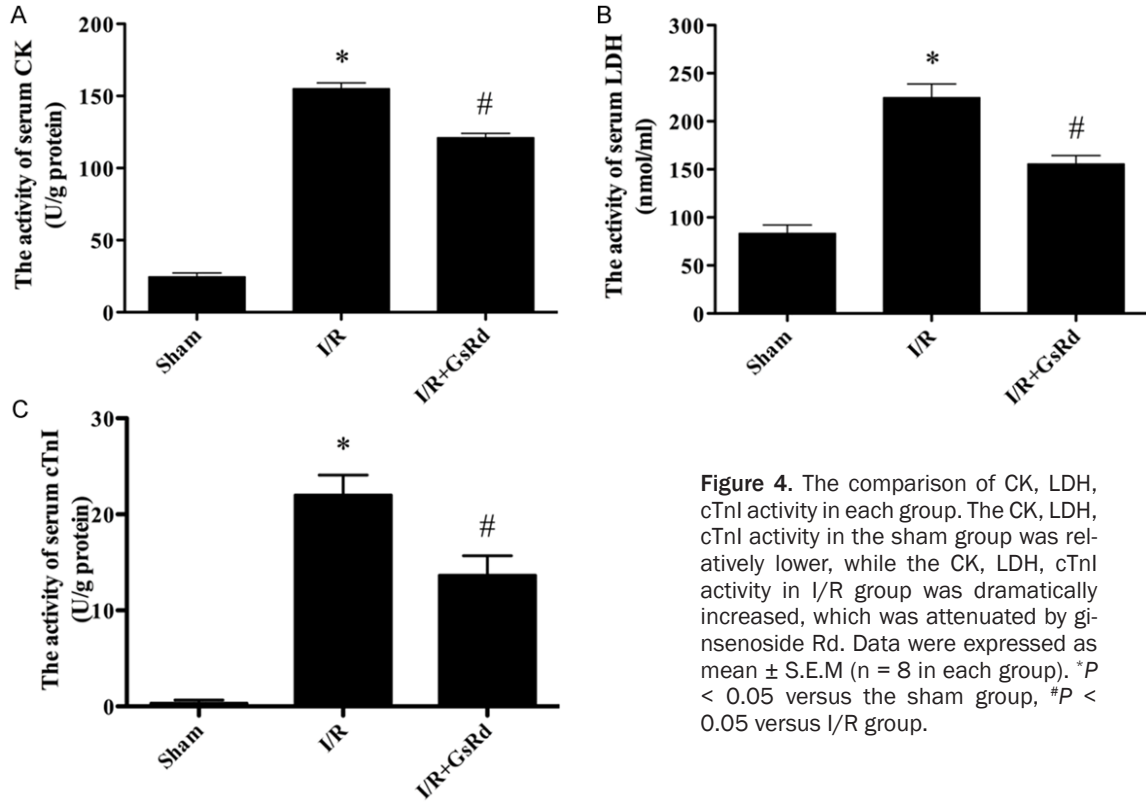 A
The activity of serum CK
(U/g protein)
200
150
100
50
0
*
#
Sham
I/R
I/R+GsRd
B
The activity of serum LDH
(nmol/ml)
300
250
200
150
100
50
0
*
#
Sham
I/R
I/R+GsRd
C
The activity of serum cTnI
(U/g protein)
30
20
10
0
*
#
Sham
I/R
I/R+GsRd
Figure 4. The comparison of CK, LDH,
cTnI activity in each group. The CK, LDH,
cTnI activity in the sham group was rel-
atively lower, while the CK, LDH, cTnI
activity in I/R group was dramatically
increased, which was attenuated by gi-
nsenoside Rd. Data were expressed as
mean ± S.E.M (n = 8 in each group). *P
< 0.05 versus the sham group, #P <
0.05 versus I/R group.